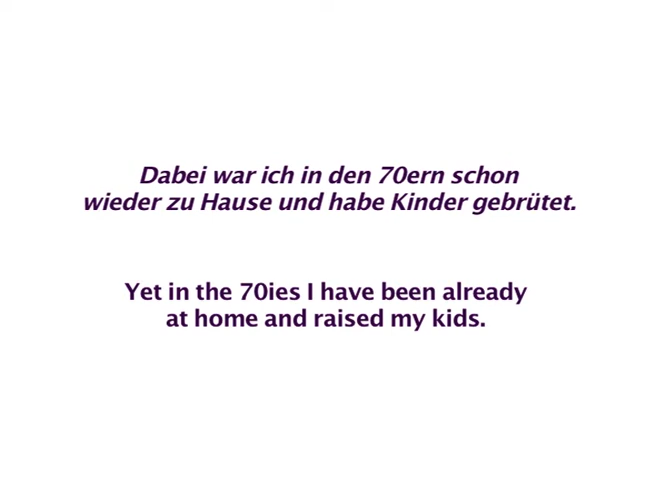 Dabei war ich in den 70ern schon
wieder zu Hause und habe Kinder gebrütet.
Yet in the 70ies I have been already
at home and raised my kids.